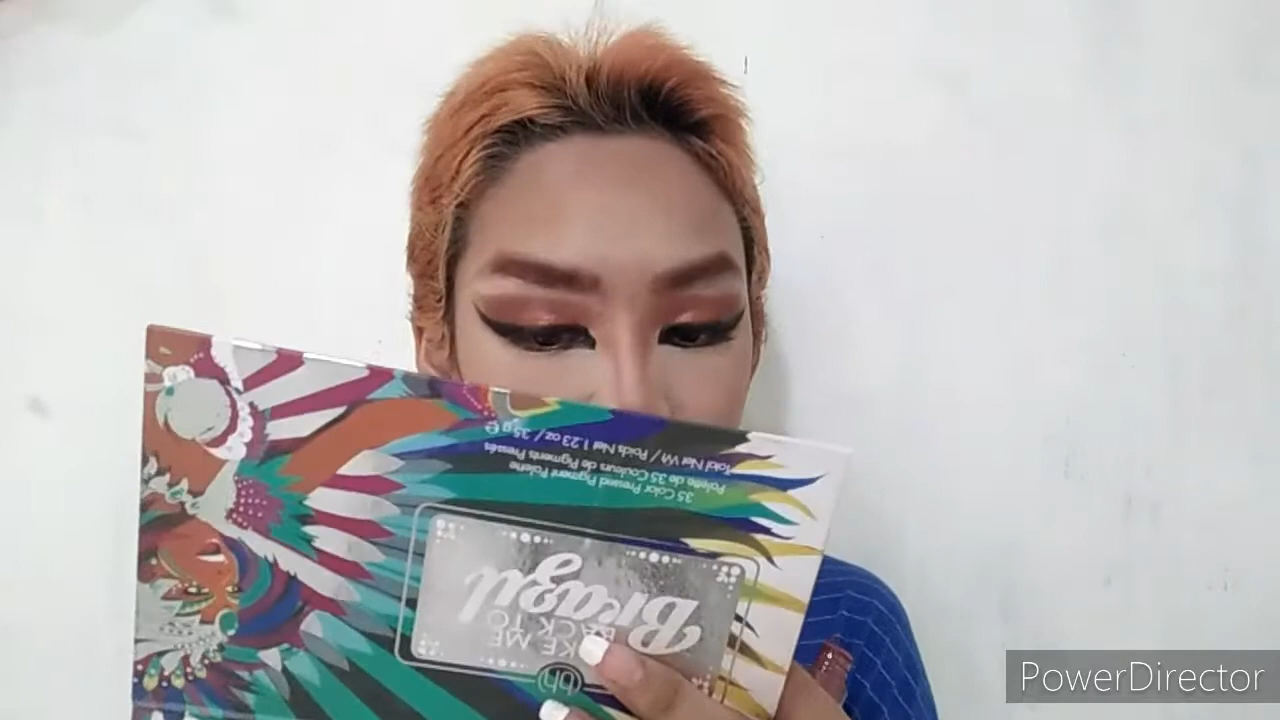 bh
TAKE ME
BACK TO
Brazil
35 Color Pressed Pigment Palette
Palette de 35 Couleurs de Pigments Pressés
Total Net Wt / Poids Net 1.23 oz / 35 g e
PowerDirector